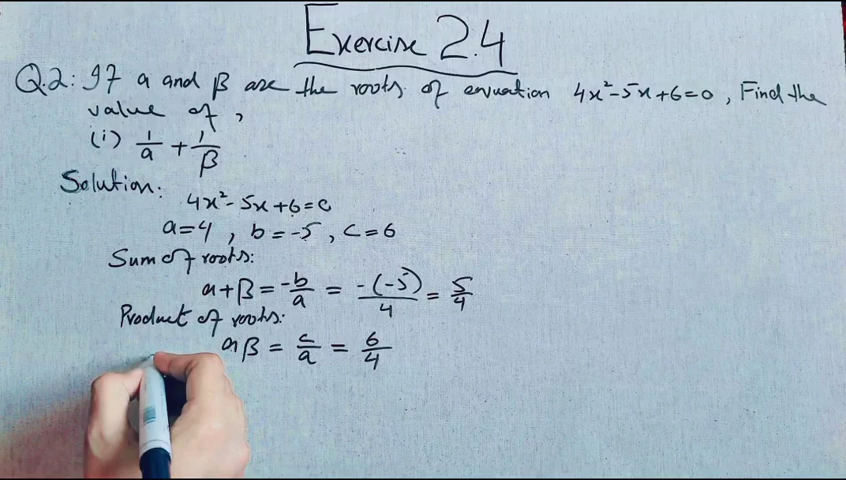 Exercise 2.4
Q.2: If α and β are the roots of equation 4x²-5x+6=0, Find the
value of,
(i) 1/α + 1/β
Solution:
4x²-5x+6=0
a=4, b=-5, c=6
Sum of roots:
α+β = -b/a = -(-5)/4 = 5/4
Product of roots:
αβ = c/a = 6/4